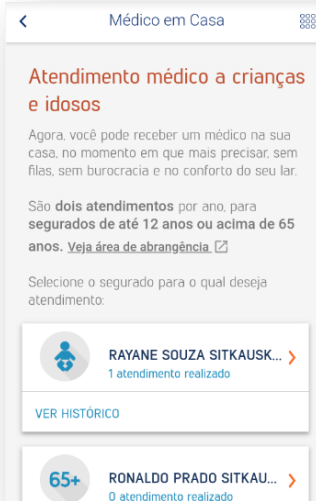 Médico em Casa
Atendimento médico a crianças
e idosos
Agora, você pode receber um médico na sua
casa, no momento em que mais precisar, sem
filas, sem burocracia e no conforto do seu lar.
São dois atendimentos por ano, para
segurados de até 12 anos ou acima de 65
anos. Veja área de abrangência
Selecione o segurado para o qual deseja
atendimento:
RAYANE SOUZA SITKAUSK...
1 atendimento realizado
VER HISTÓRICO
65+
RONALDO PRADO SITKAU...
0 atendimento realizado